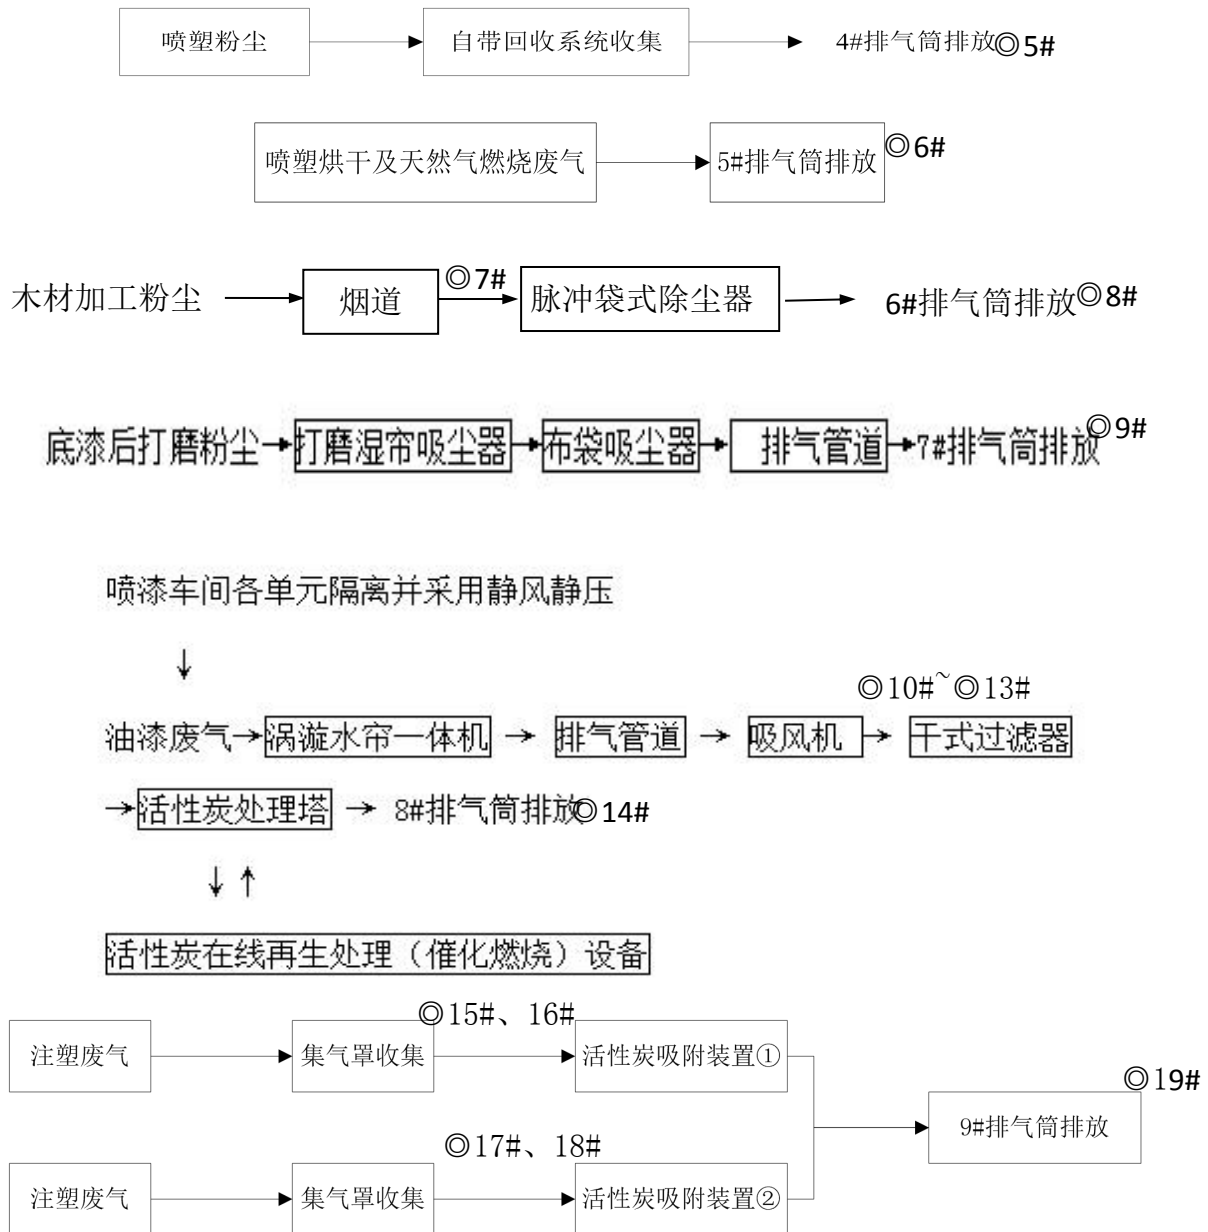 喷塑粉尘 自带回收系统收集 4#排气筒排放◎5#
喷塑烘干及天然气燃烧废气 5#排气筒排放 ◎6#
木材加工粉尘 烟道 ◎7# 脉冲袋式除尘器 6#排气筒排放◎8#
底漆后打磨粉尘→打磨湿帘吸尘器→布袋吸尘器→排气管道→7#排气筒排放◎9#
喷漆车间各单元隔离并采用静风静压
↓
◎10#~◎13#
油漆废气→涡漩水帘一体机→排气管道→吸风机→干式过滤器
→活性炭处理塔→8#排气筒排放◎14#
↓↑
活性炭在线再生处理（催化燃烧）设备
◎15#、16#
注塑废气 集气罩收集 活性炭吸附装置①
◎19#
9#排气筒排放
◎17#、18#
注塑废气 集气罩收集 活性炭吸附装置②